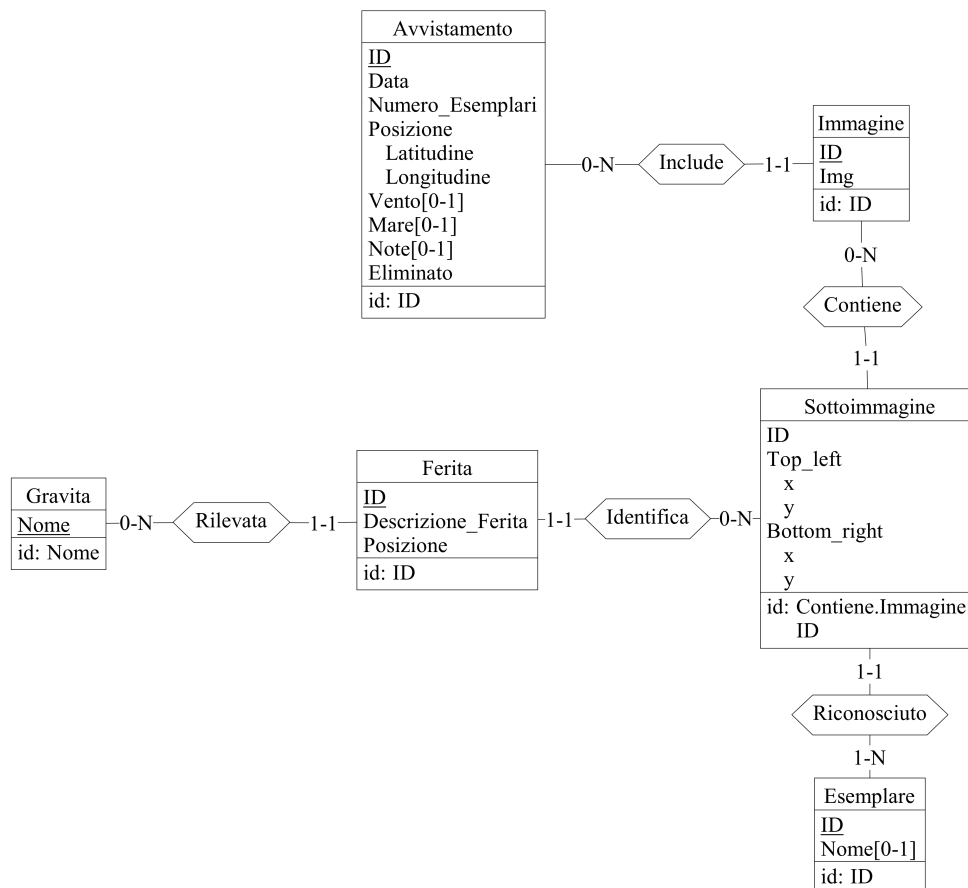 Avvistamento
ID
Data
Numero_Esemplari
Posizione
Latitudine
Longitudine
Vento[0-1]
Mare[0-1]
Note[0-1]
Eliminato
id: ID
0-N
Include
1-1
Immagine
ID
Img
id: ID
0-N
Contiene
1-1
Sottoimmagine
ID
Top_left
x
y
Bottom_right
x
y
id: Contiene.Immagine
ID
Gravita
Nome
id: Nome
0-N
Rilevata
1-1
Ferita
ID
Descrizione_Ferita
Posizione
id: ID
1-1
Identifica
0-N
1-1
Riconosciuto
1-N
Esemplare
ID
Nome[0-1]
id: ID